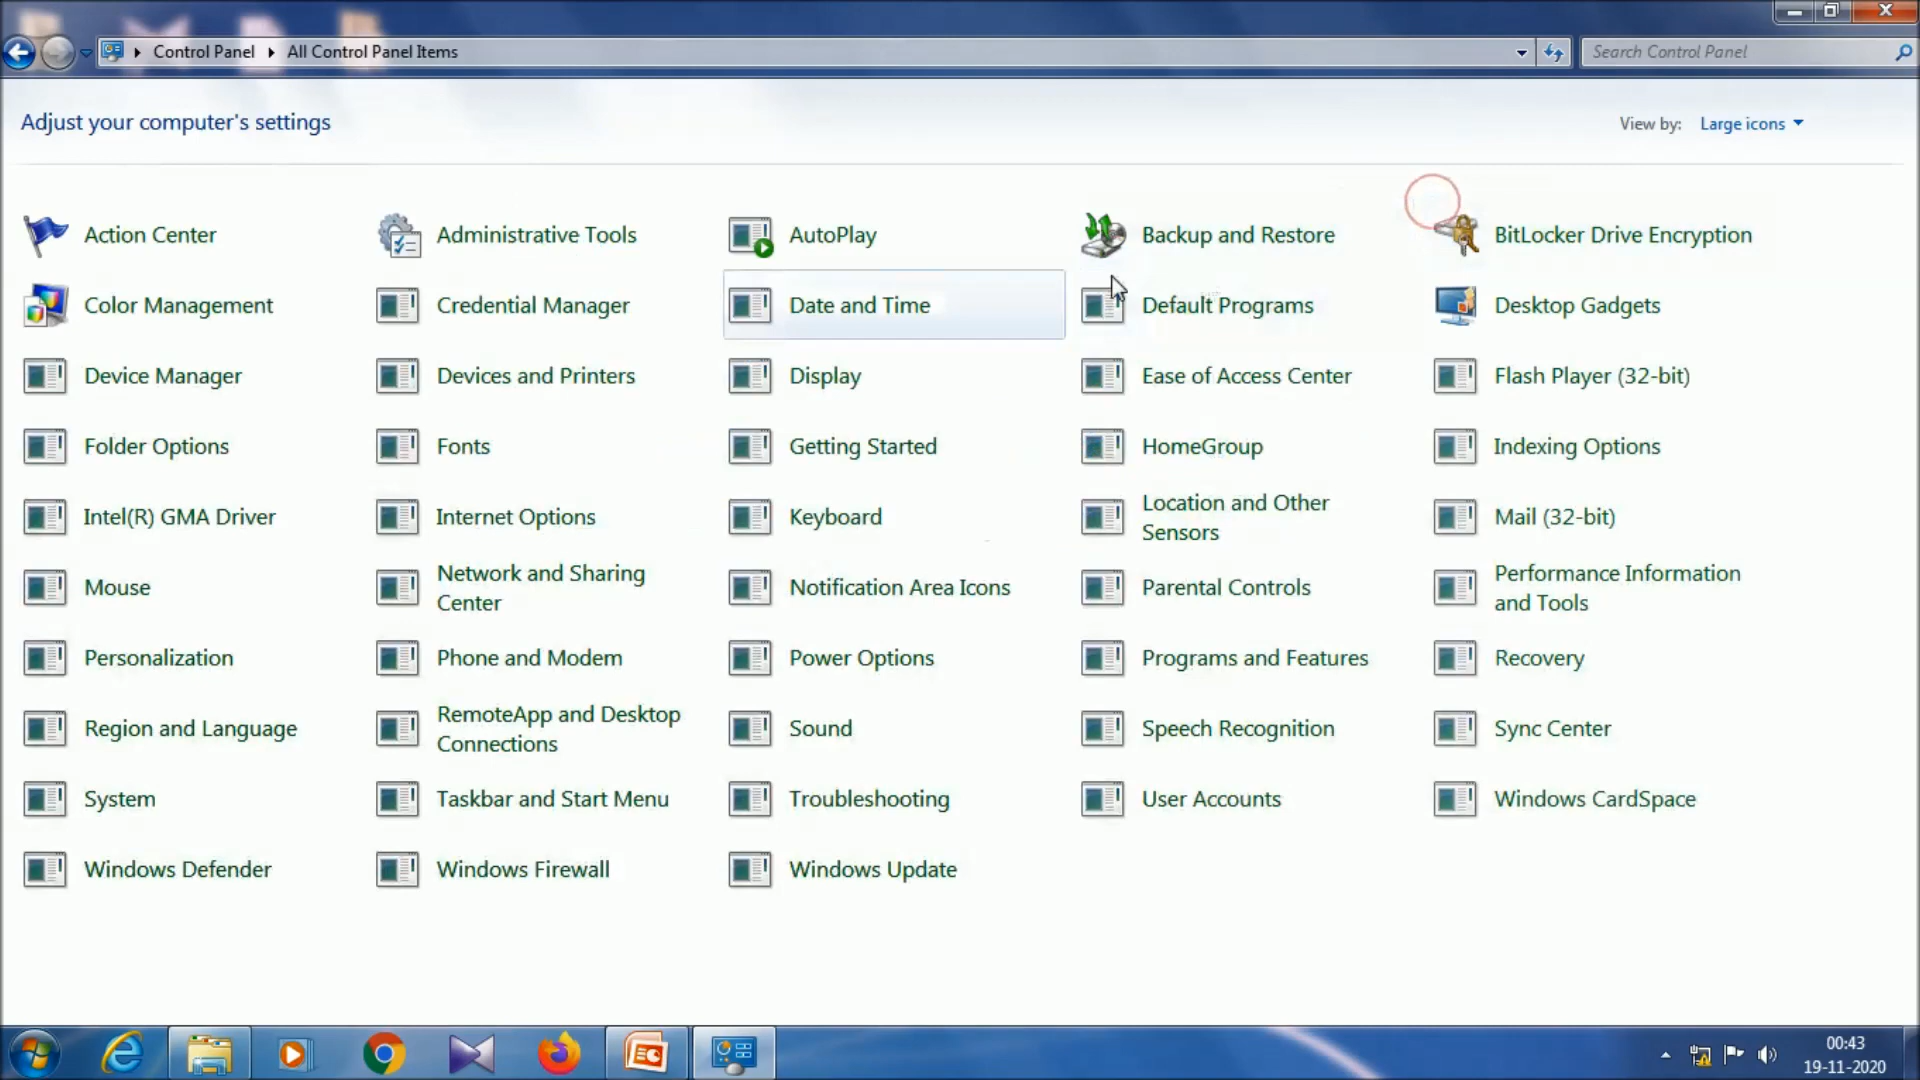 Control Panel All Control Panel Items
Search Control Panel
Adjust your computer's settings
View by: Large icons
Action Center
Administrative Tools
AutoPlay
Backup and Restore
BitLocker Drive Encryption
Color Management
Credential Manager
Date and Time
Default Programs
Desktop Gadgets
Device Manager
Devices and Printers
Display
Ease of Access Center
Flash Player (32-bit)
Folder Options
Fonts
Getting Started
HomeGroup
Indexing Options
Intel(R) GMA Driver
Internet Options
Keyboard
Location and Other
Sensors
Mail (32-bit)
Mouse
Network and Sharing
Center
Notification Area Icons
Parental Controls
Performance Information
and Tools
Personalization
Phone and Modem
Power Options
Programs and Features
Recovery
Region and Language
RemoteApp and Desktop
Connections
Sound
Speech Recognition
Sync Center
System
Taskbar and Start Menu
Troubleshooting
User Accounts
Windows CardSpace
Windows Defender
Windows Firewall
Windows Update
00:43
19-11-2020